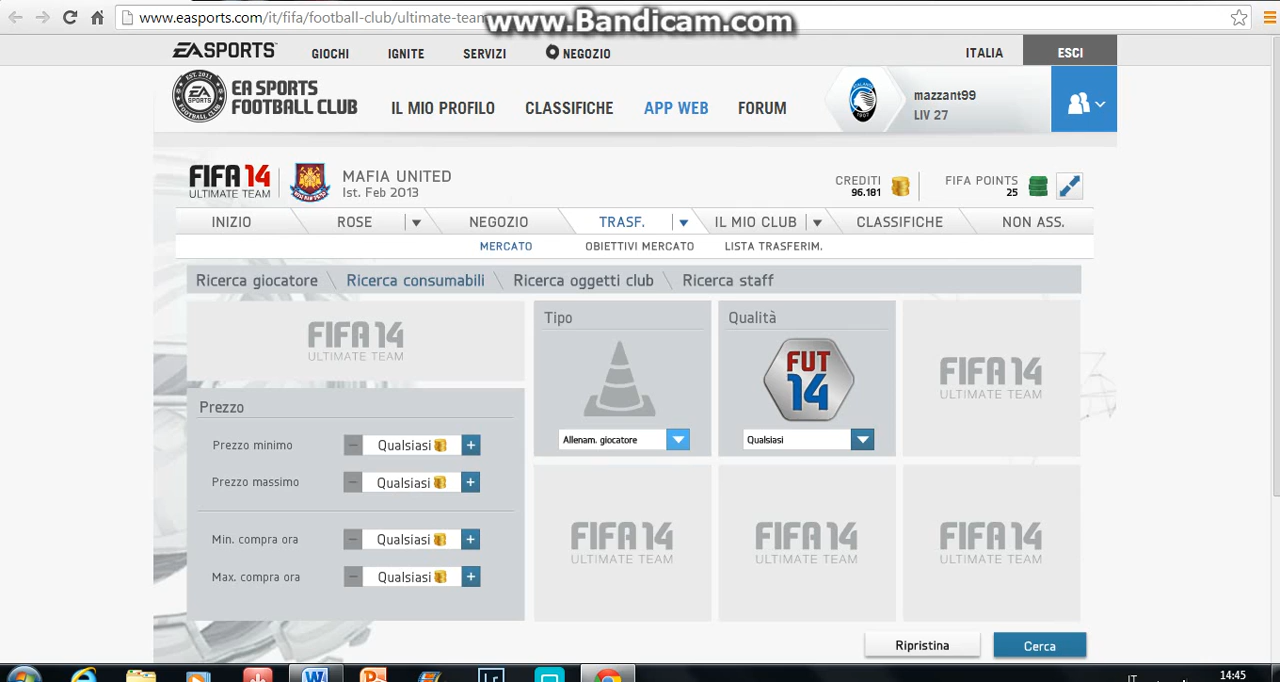 www.easports.com/it/fifa/football-club/ultimate-team
www.Bandicam.com
EA SPORTS GIOCHI IGNITE SERVIZI NEGOZIO ITALIA ESCI
EA SPORTS
FOOTBALL CLUB
IL MIO PROFILO CLASSIFICHE APP WEB FORUM
mazzant99
LIV 27
FIFA 14
ULTIMATE TEAM
MAFIA UNITED
1st. Feb 2013
CREDITI
96.181
FIFA POINTS
25
INIZIO ROSE NEGOZIO TRASF. IL MIO CLUB CLASSIFICHE NON ASS.
MERCATO OBIETTIVI MERCATO LISTA TRASFERIM.
Ricerca giocatore Ricerca consumabili Ricerca oggetti club Ricerca staff
FIFA 14
ULTIMATE TEAM
Tipo
Allenam. giocatore
Qualità
FUT
14
Qualsiasi
FIFA 14
ULTIMATE TEAM
Prezzo
Prezzo minimo − Qualsiasi +
Prezzo massimo − Qualsiasi +
Min. compra ora − Qualsiasi +
Max. compra ora − Qualsiasi +
FIFA 14
ULTIMATE TEAM
FIFA 14
ULTIMATE TEAM
FIFA 14
ULTIMATE TEAM
Ripristina Cerca
IT 14:45